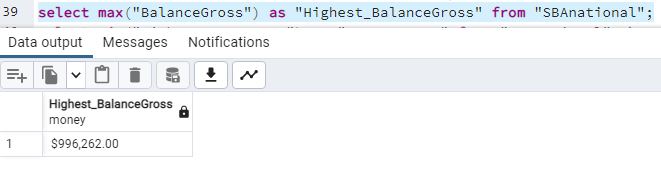 39 select max("BalanceGross") as "Highest_BalanceGross" from "SBAnational";
Data output Messages Notifications
Highest_BalanceGross
money
1 $996,262.00